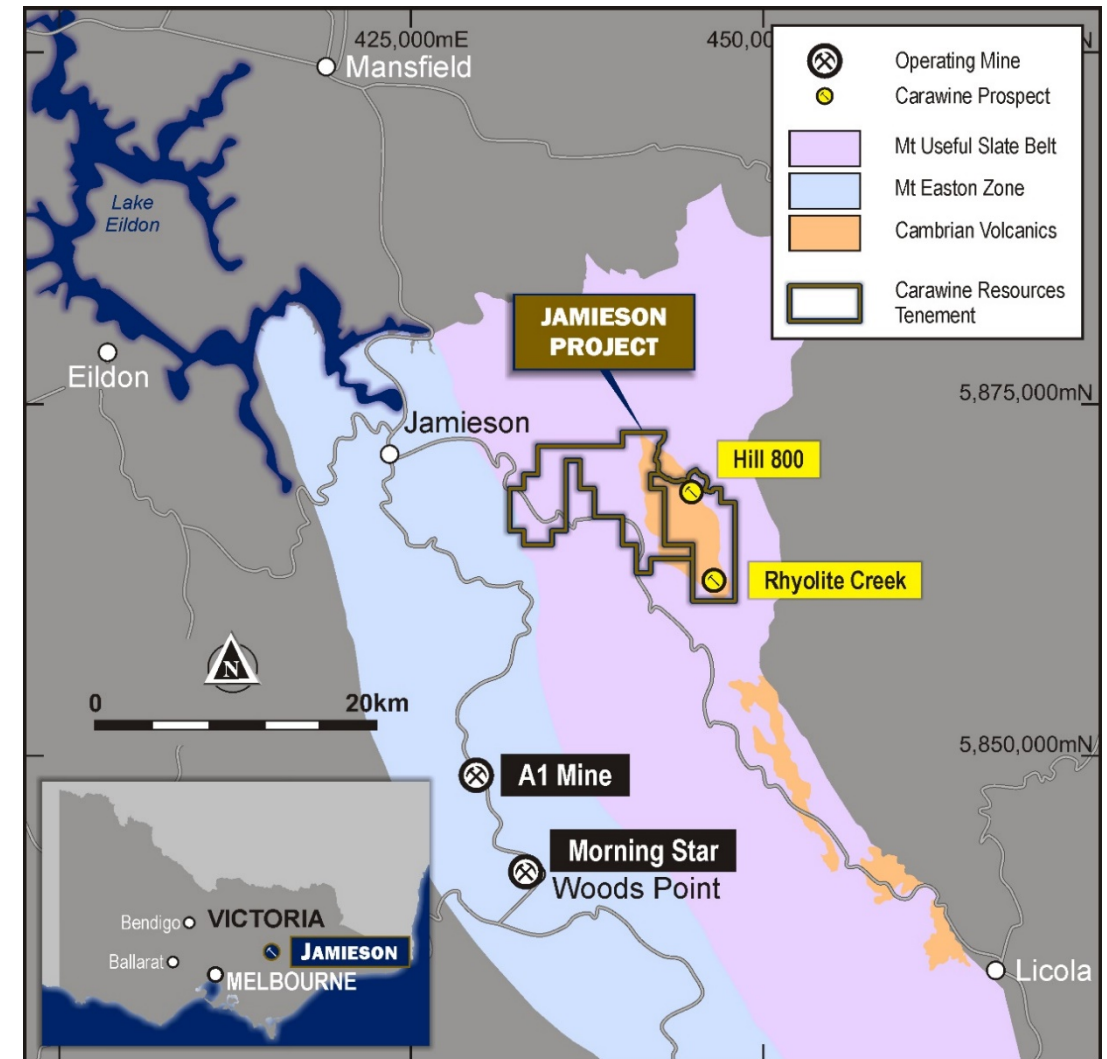 425,000mE
450,00
N
Mansfield
Operating Mine
Carawine Prospect
Mt Useful Slate Belt
Mt Easton Zone
Cambrian Volcanics
Carawine Resources
Tenement
Lake
Eildon
JAMIESON
PROJECT
Eildon
5,875,000mN
Jamieson
Hill 800
Rhyolite Creek
N
0
20km
5,850,000mN
A1 Mine
Morning Star
Woods Point
Bendigo
VICTORIA
JAMIESON
Ballarat
MELBOURNE
Licola